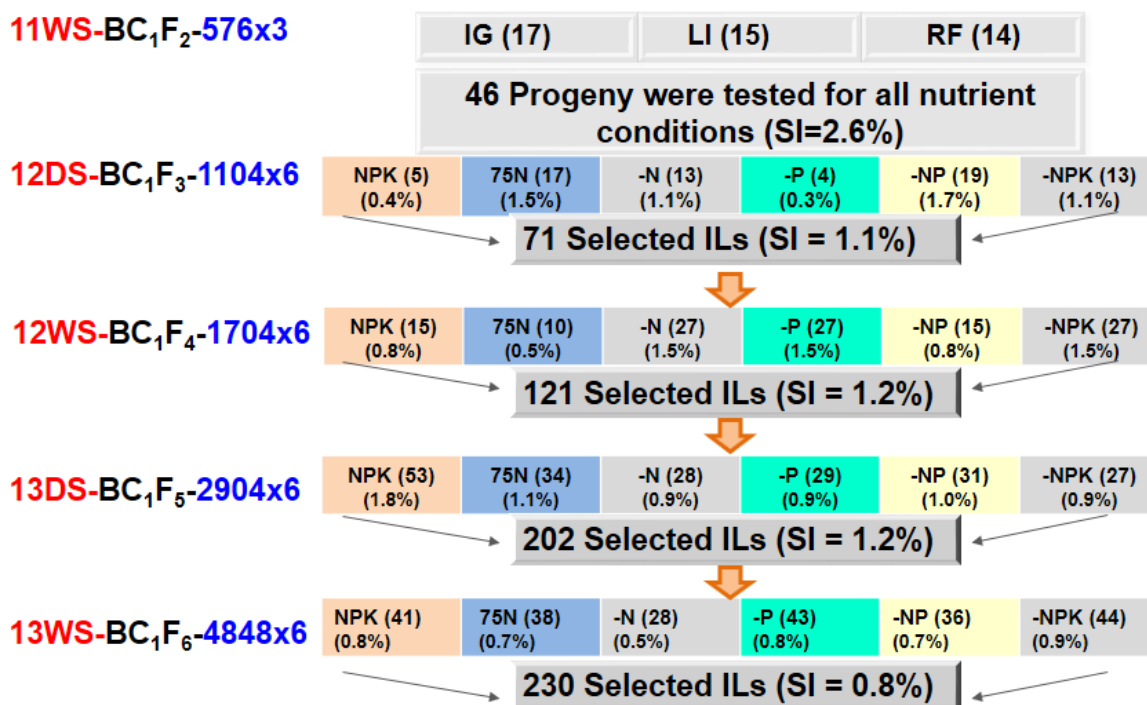 11WS-BC₁F₂-576x3
IG (17) LI (15) RF (14)
46 Progeny were tested for all nutrient
conditions (SI=2.6%)
12DS-BC₁F₃-1104x6
NPK (5) 75N (17) -N (13) -P (4) -NP (19) -NPK (13)
(0.4%) (1.5%) (1.1%) (0.3%) (1.7%) (1.1%)
71 Selected ILs (SI = 1.1%)
12WS-BC₁F₄-1704x6
NPK (15) 75N (10) -N (27) -P (27) -NP (15) -NPK (27)
(0.8%) (0.5%) (1.5%) (1.5%) (0.8%) (1.5%)
121 Selected ILs (SI = 1.2%)
13DS-BC₁F₅-2904x6
NPK (53) 75N (34) -N (28) -P (29) -NP (31) -NPK (27)
(1.8%) (1.1%) (0.9%) (0.9%) (1.0%) (0.9%)
202 Selected ILs (SI = 1.2%)
13WS-BC₁F₆-4848x6
NPK (41) 75N (38) -N (28) -P (43) -NP (36) -NPK (44)
(0.8%) (0.7%) (0.5%) (0.8%) (0.7%) (0.9%)
230 Selected ILs (SI = 0.8%)